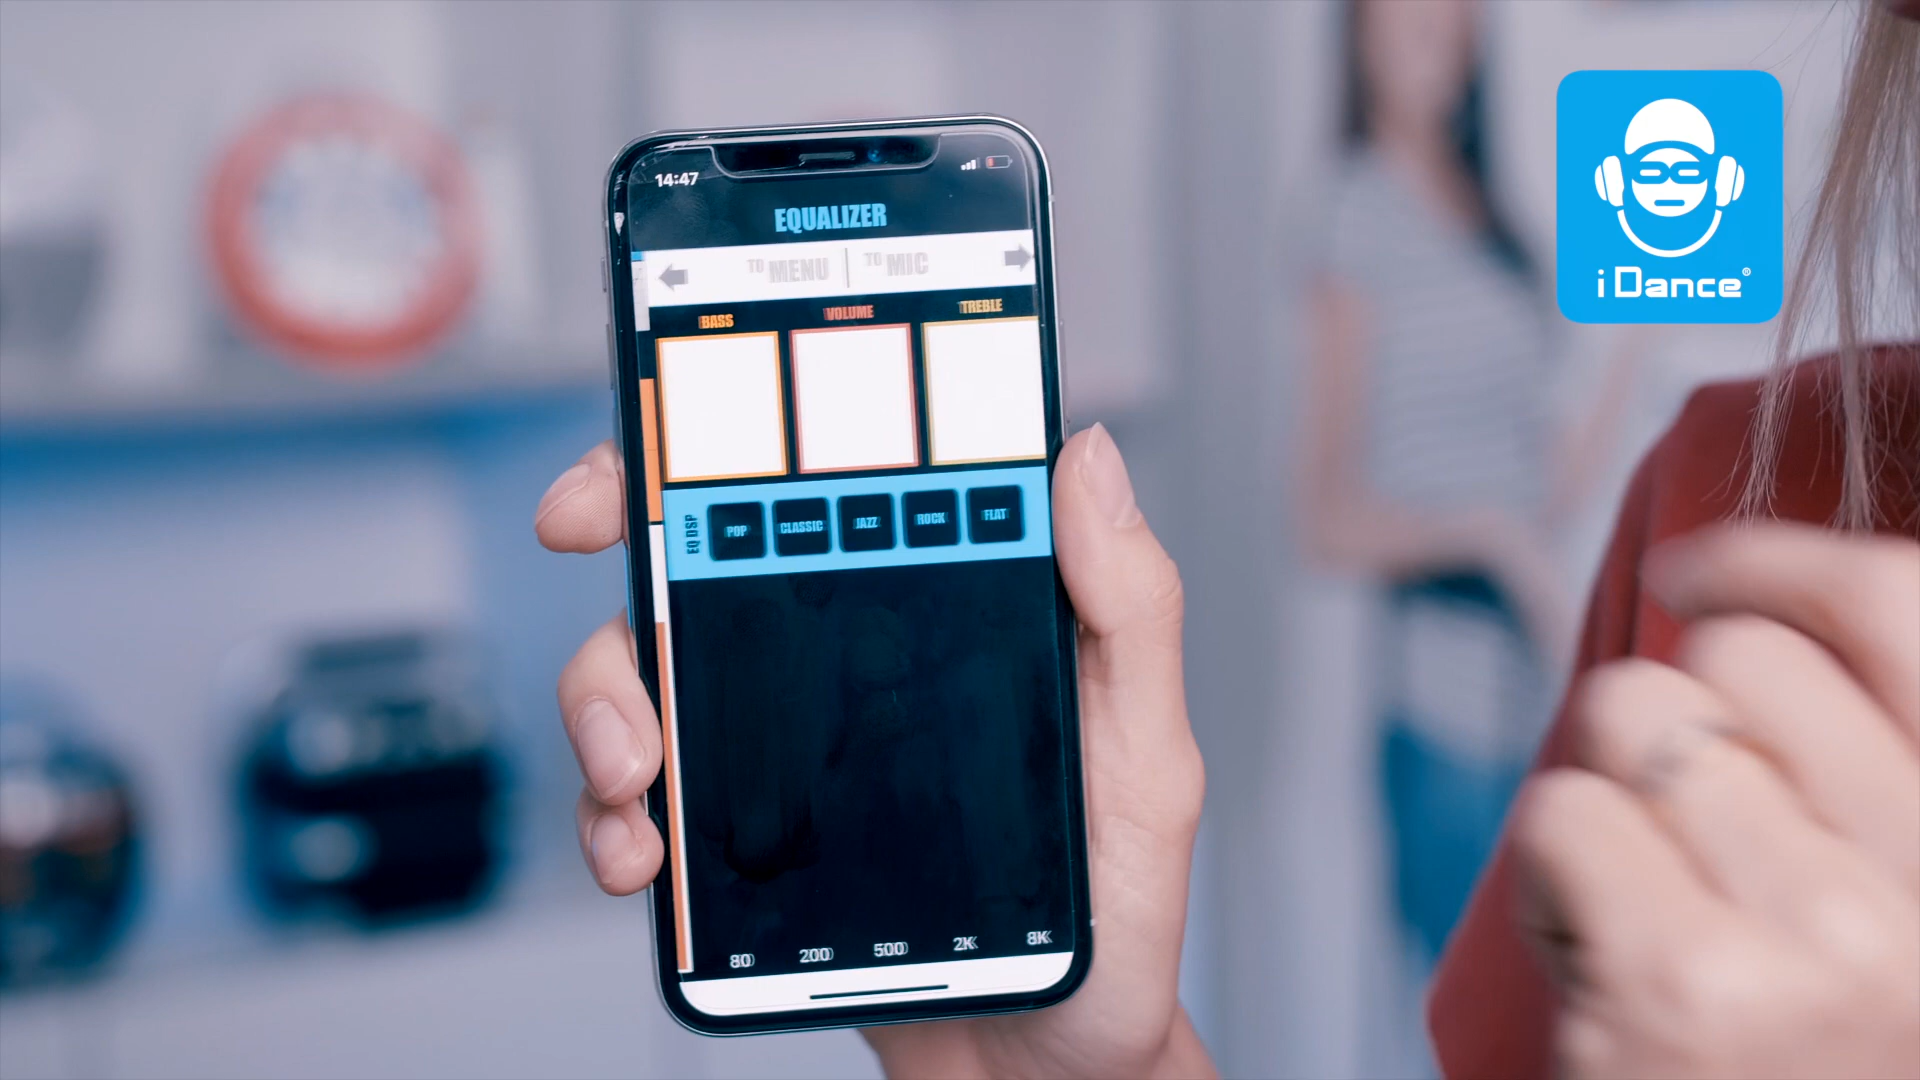 14:47
EQUALIZER
TO MENU
TO MIC
BASS
VOLUME
TREBLE
EQ DSP
POP
CLASSIC
JAZZ
ROCK
FLAT
80
200
500
2K
8K
iDance®